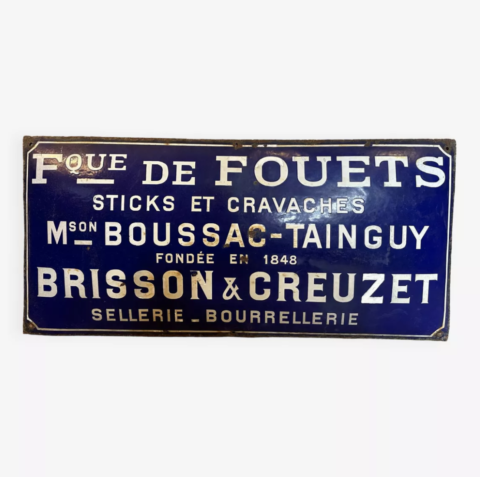 FQUE DE FOUETS
STICKS ET CRAVACHES
MSON BOUSSAC-TAINGUY
FONDÉE EN 1848
BRISSON & CREUZET
SELLERIE - BOURRELLERIE